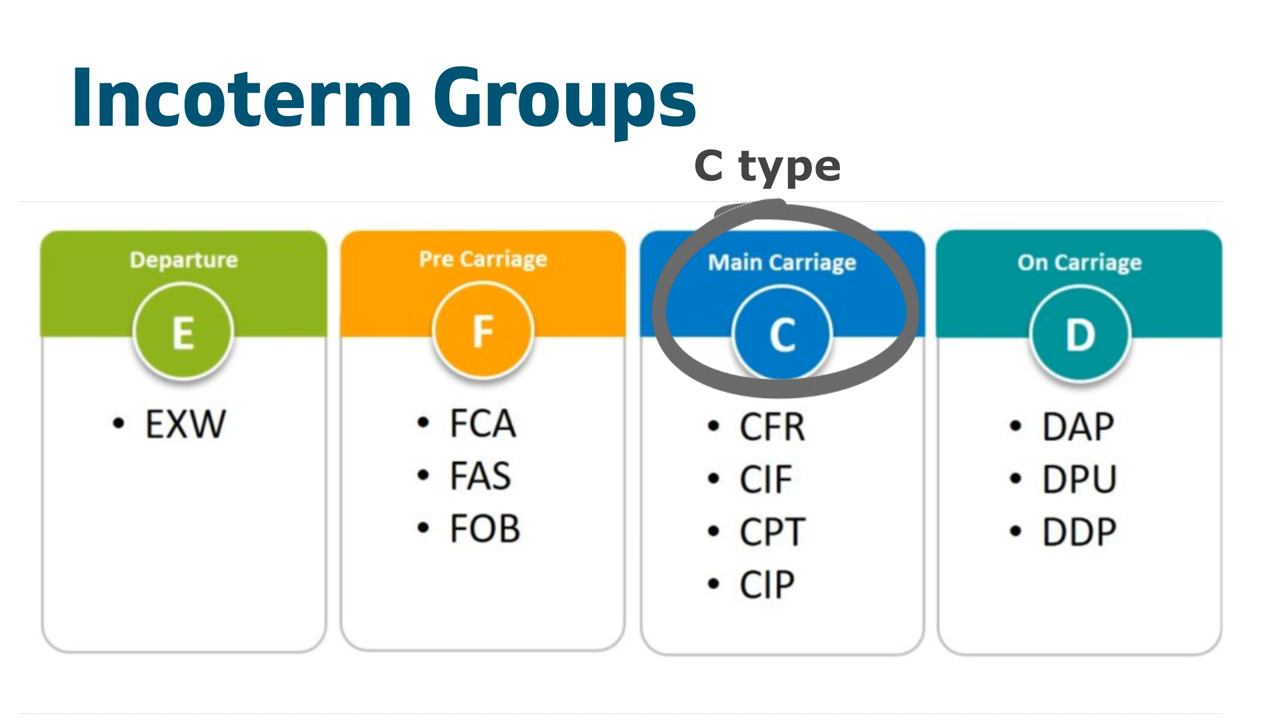 Incoterm Groups
C type
Departure
E
• EXW
Pre Carriage
F
• FCA
• FAS
• FOB
Main Carriage
C
• CFR
• CIF
• CPT
• CIP
On Carriage
D
• DAP
• DPU
• DDP